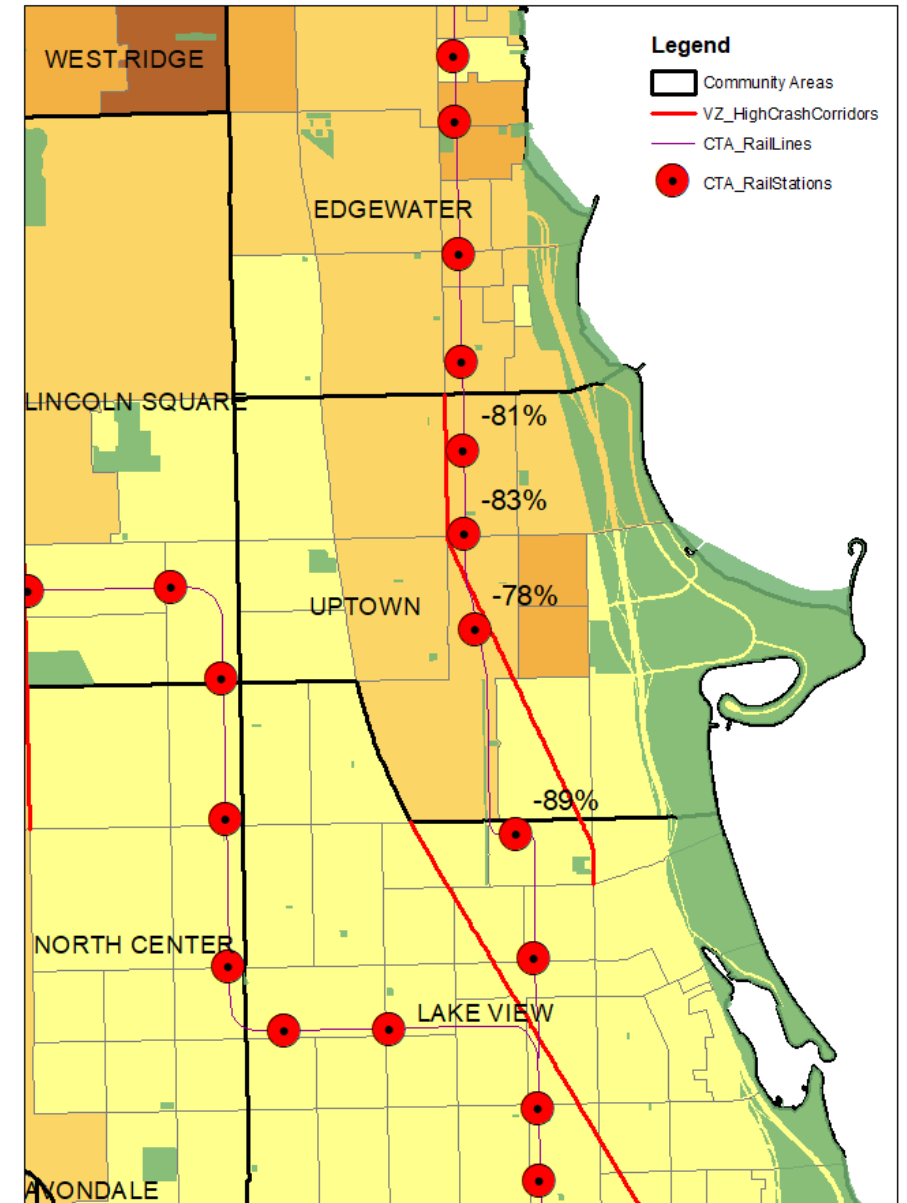 Legend
Community Areas
VZ_HighCrashCorridors
CTA_RailLines
CTA_RailStations
WEST RIDGE
EDGEWATER
LINCOLN SQUARE
-81%
-83%
-78%
UPTOWN
-89%
NORTH CENTER
LAKE VIEW
AVONDALE